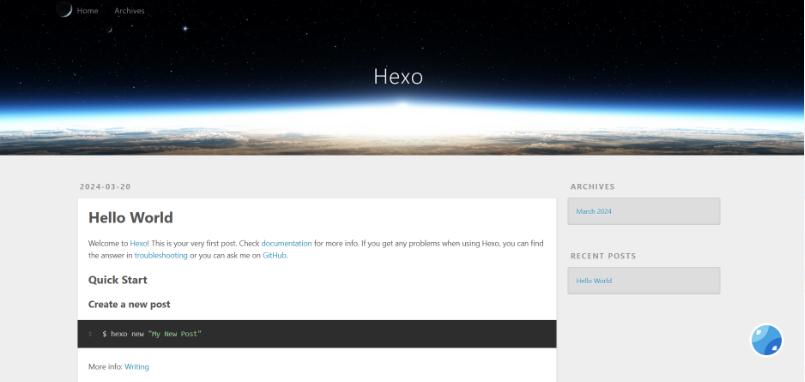 Home Archives
Hexo
2024-03-20
Hello World
Welcome to Hexo! This is your very first post. Check documentation for more info. If you get any problems when using Hexo, you can find
the answer in troubleshooting or you can ask me on GitHub.
Quick Start
Create a new post
1 $ hexo new "My New Post"
More info: Writing
ARCHIVES
March 2024
RECENT POSTS
Hello World